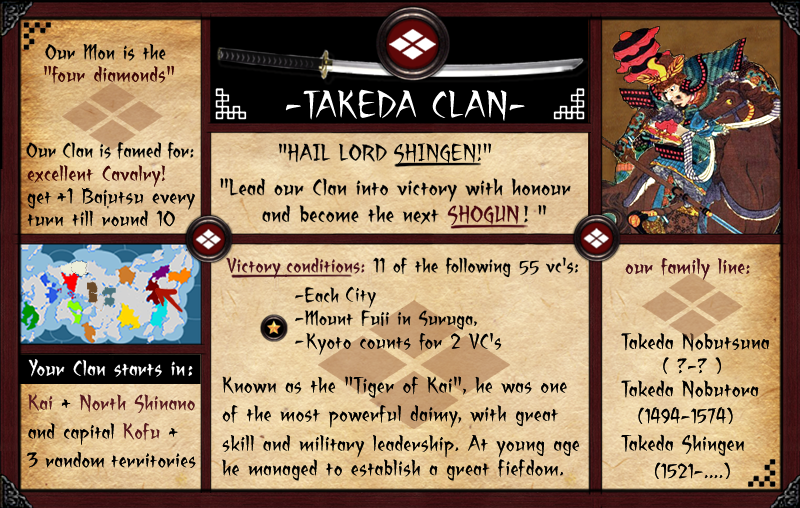 Our Mon is the
"four diamonds"
Our Clan is famed for:
excellent Cavalry!
get +1 Bajutsu every
turn till round 10
-TAKEDA CLAN-
"HAIL LORD SHINGEN!"
"Lead our Clan into victory with honour
and become the next SHOGUN! "
Your Clan starts in:
Kai + North Shinano
and capital Kofu +
3 random territories
Victory conditions: 11 of the following 55 vc's:
-Each City
-Mount Fuji in Suruga,
-Kyoto counts for 2 VC's
Known as the "Tiger of Kai", he was one
of the most powerful daimy, with great
skill and military leadership. At young age
he managed to establish a great fiefdom.
our family line:
Takeda Nobutsuna
( ?-? )
Takeda Nobutora
(1494-1574)
Takeda Shingen
(1521-....)